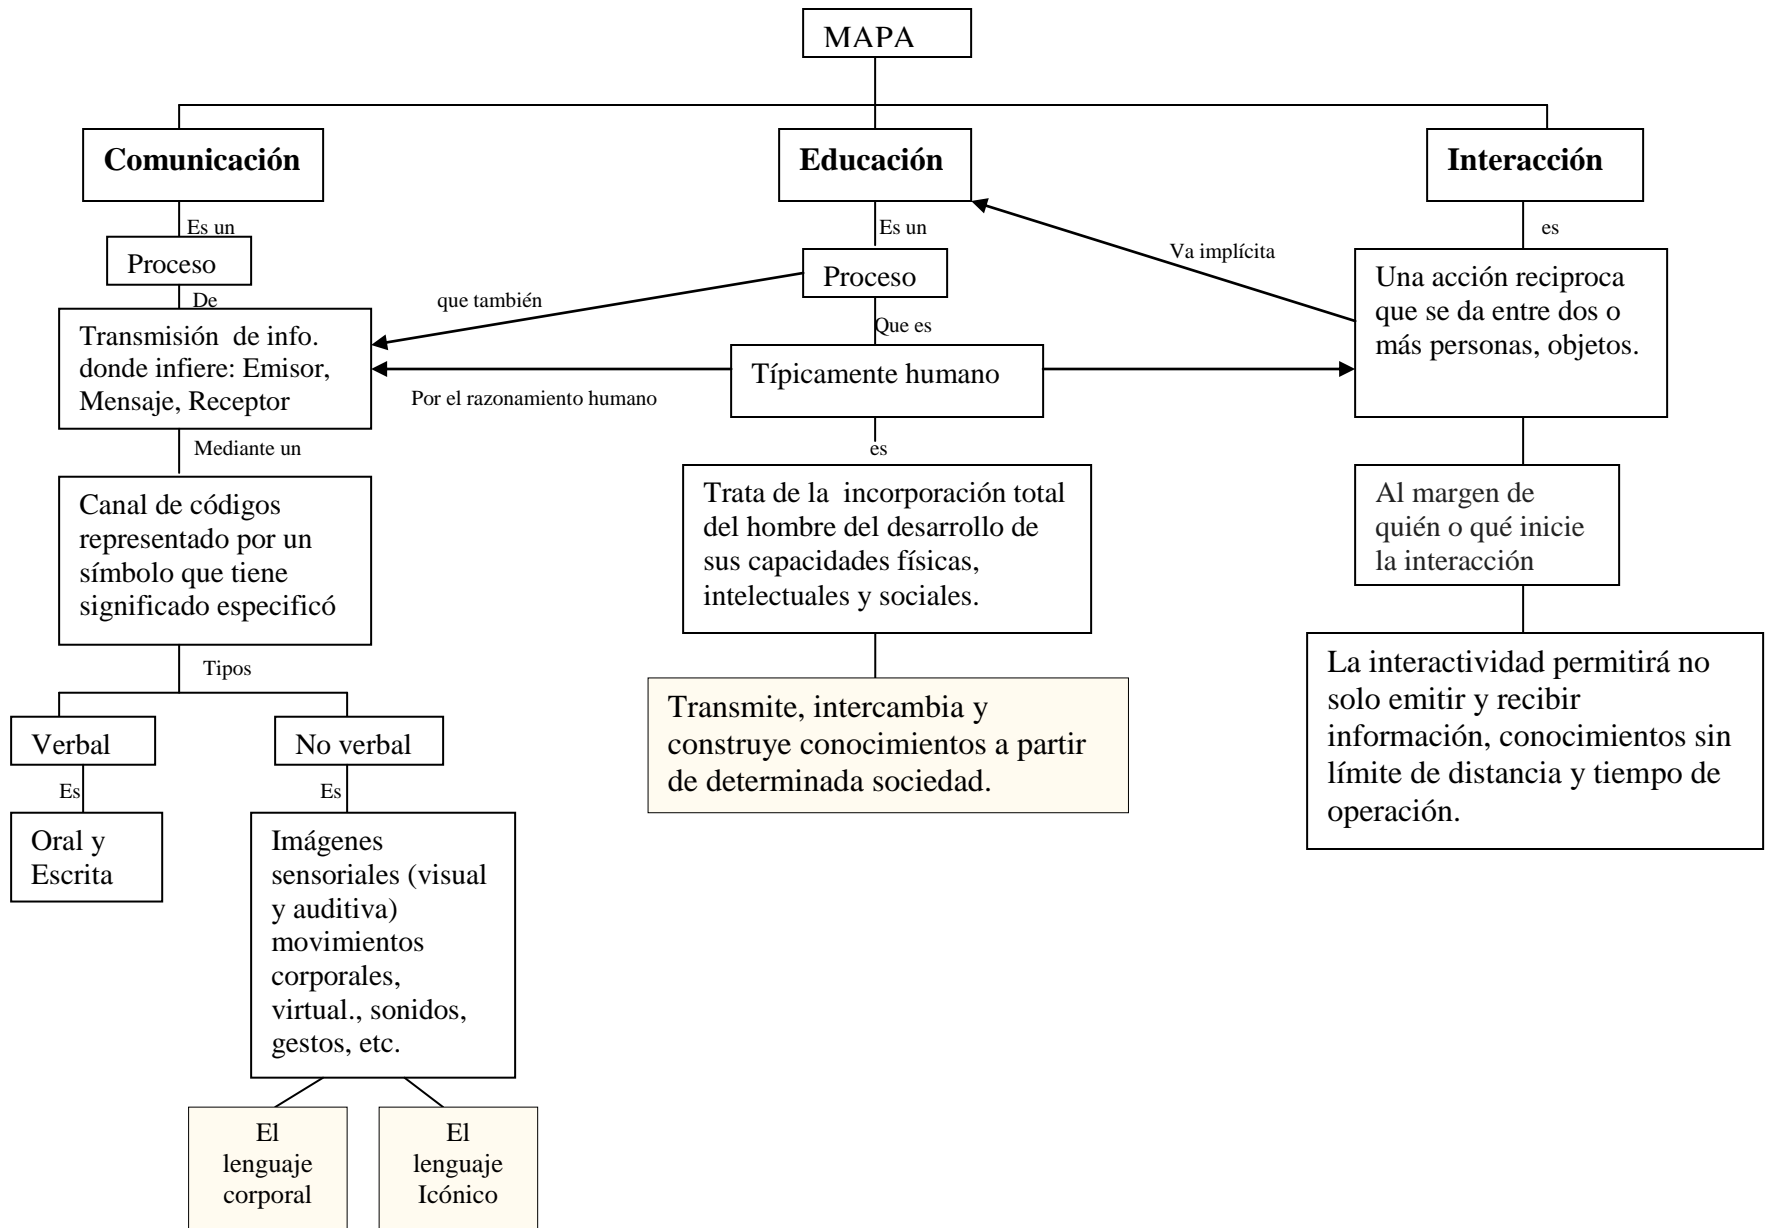 MAPA
Comunicación
Educación
Interacción
Es un
Es un
es
Proceso
Proceso
Va implícita
De
que también
Que es
Transmisión  de info.
donde infiere: Emisor,
Mensaje, Receptor
Por el razonamiento humano
Típicamente humano
Una acción reciproca
que se da entre dos o
más personas, objetos.
Mediante un
es
Canal de códigos
representado por un
símbolo que tiene
significado especificó
Trata de la  incorporación total
del hombre del desarrollo de
sus capacidades físicas,
intelectuales y sociales.
Al margen de
quién o qué inicie
la interacción
Tipos
Transmite, intercambia y
construye conocimientos a partir
de determinada sociedad.
La interactividad permitirá no
solo emitir y recibir
información, conocimientos sin
límite de distancia y tiempo de
operación.
Verbal
No verbal
Es
Es
Oral y
Escrita
Imágenes
sensoriales (visual
y auditiva)
movimientos
corporales,
virtual., sonidos,
gestos, etc.
El
lenguaje
corporal
El
lenguaje
Icónico